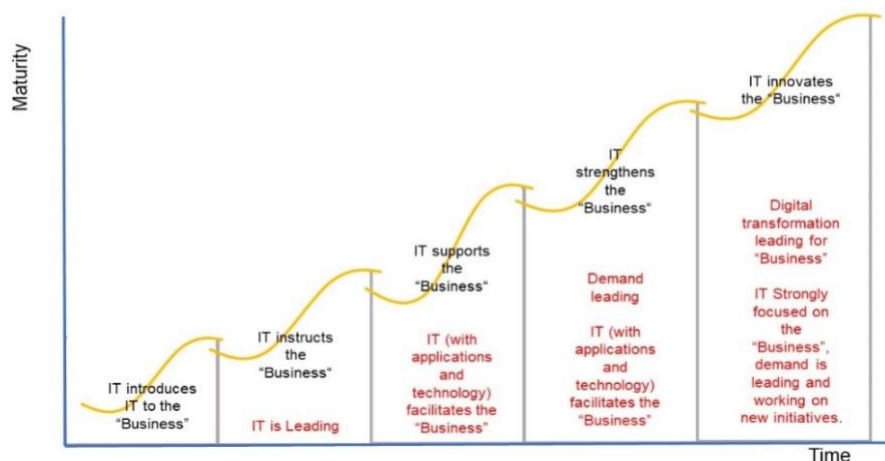 Maturity
IT introduces
IT to the
"Business"
IT instructs
the
"Business"
IT is Leading
IT supports
the
"Business"
IT (with
applications
and
technology)
facilitates the
"Business"
IT
strengthens
the
"Business"
Demand
leading
IT (with
applications
and
technology)
facilitates the
"Business"
IT innovates
the "Business"
Digital
transformation
leading for
"Business"
IT Strongly
focused on
the
"Business",
demand is
leading and
working on
new initiatives.
Time